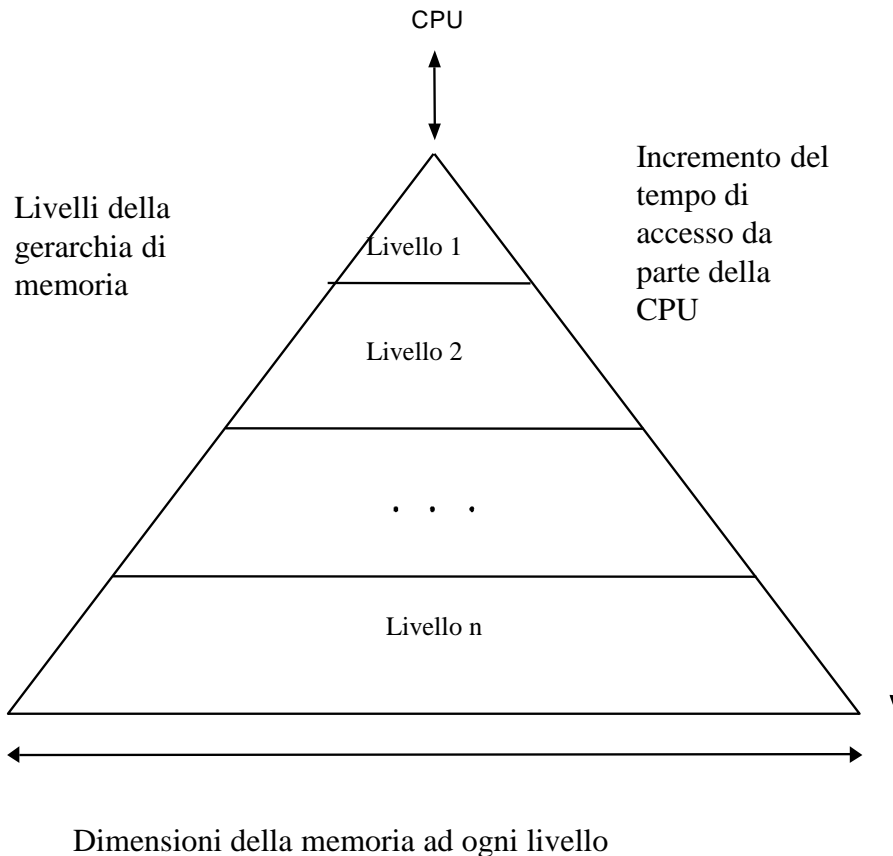 CPU
Livelli della
gerarchia di
memoria
Incremento del
tempo di
accesso da
parte della
CPU
Livello 1
Livello 2
. . .
Livello n
Dimensioni della memoria ad ogni livello